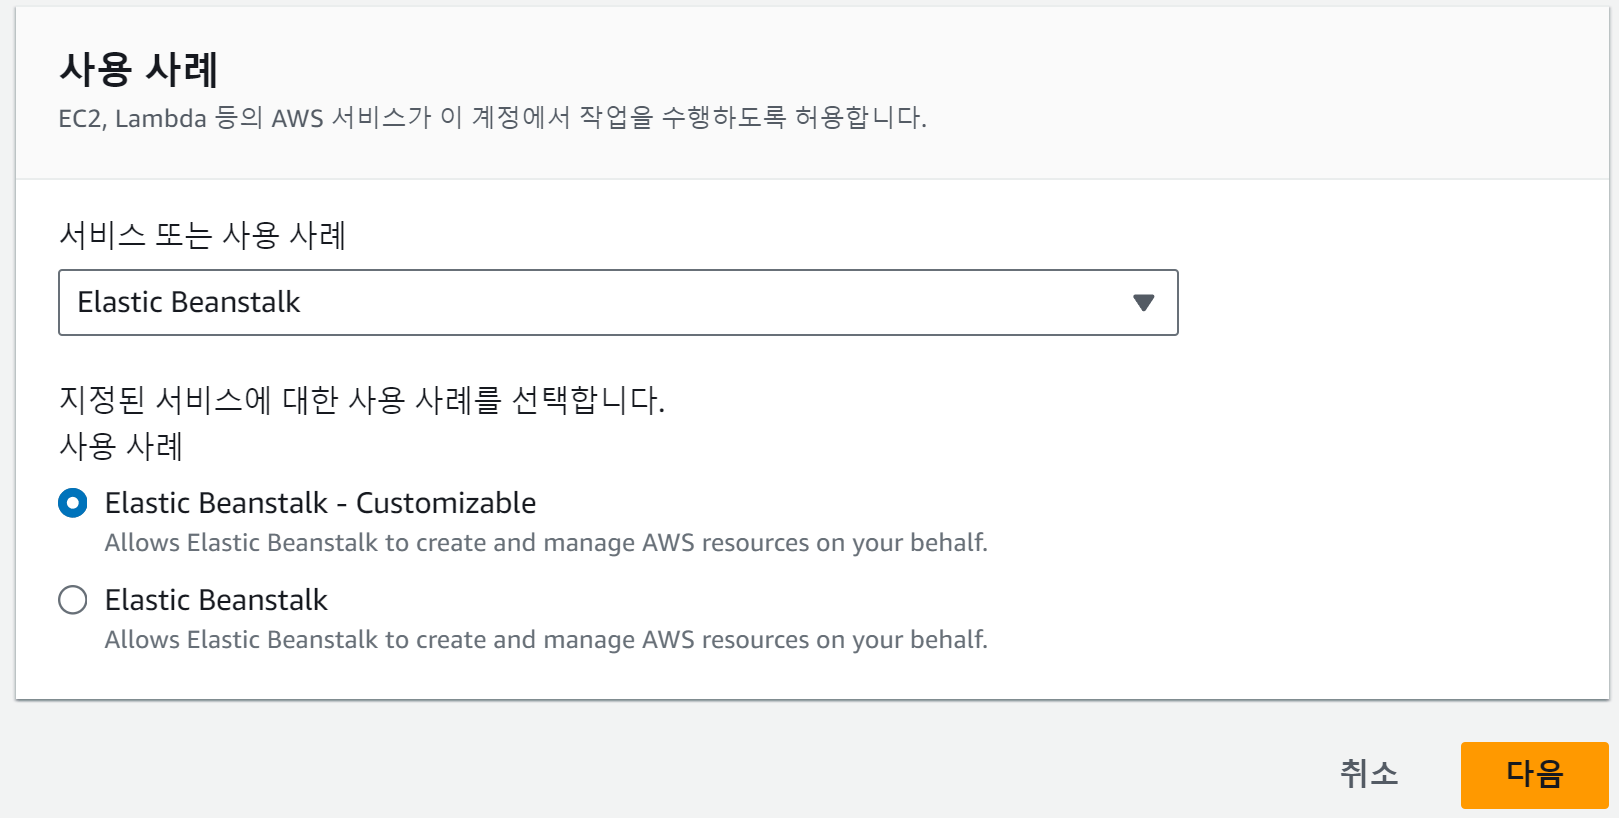 사용 사례
EC2, Lambda 등의 AWS 서비스가 이 계정에서 작업을 수행하도록 허용합니다.
서비스 또는 사용 사례
Elastic Beanstalk
지정된 서비스에 대한 사용 사례를 선택합니다.
사용 사례
Elastic Beanstalk - Customizable
Allows Elastic Beanstalk to create and manage AWS resources on your behalf.
Elastic Beanstalk
Allows Elastic Beanstalk to create and manage AWS resources on your behalf.
취소
다음